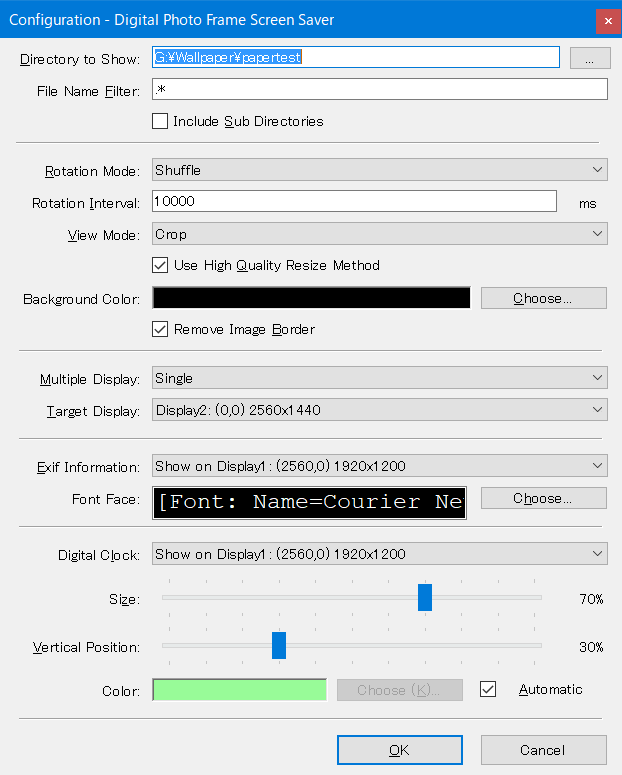 Configuration - Digital Photo Frame Screen Saver
Directory to Show: G:¥Wallpaper¥papertest ...
File Name Filter: .*
Include Sub Directories
Rotation Mode: Shuffle
Rotation Interval: 10000 ms
View Mode: Crop
Use High Quality Resize Method
Background Color: Choose...
Remove Image Border
Multiple Display: Single
Target Display: Display2: (0,0) 2560x1440
Exif Information: Show on Display1: (2560,0) 1920x1200
Font Face: [Font: Name=Courier Ne Choose...
Digital Clock: Show on Display1: (2560,0) 1920x1200
Size: 70%
Vertical Position: 30%
Color: Choose (K)... Automatic
OK Cancel